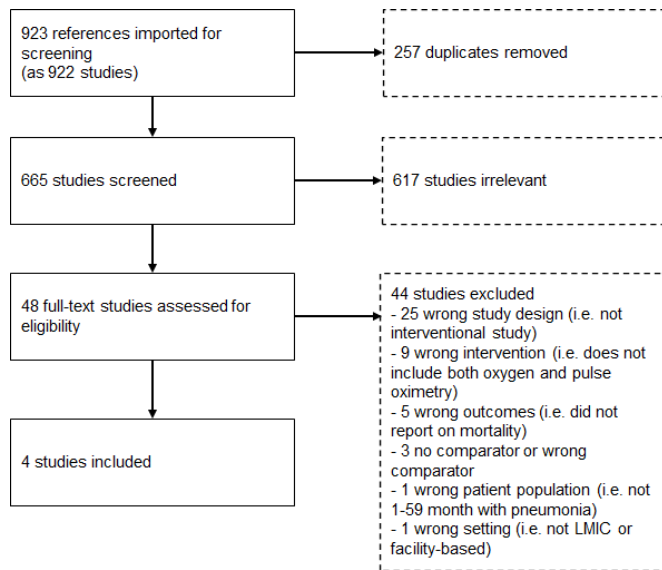 923 references imported for
screening
(as 922 studies)
257 duplicates removed
665 studies screened
617 studies irrelevant
48 full-text studies assessed for
eligibility
44 studies excluded
- 25 wrong study design (i.e. not
interventional study)
- 9 wrong intervention (i.e. does not
include both oxygen and pulse
oximetry)
- 5 wrong outcomes (i.e. did not
report on mortality)
- 3 no comparator or wrong
comparator
- 1 wrong patient population (i.e. not
1-59 month with pneumonia)
- 1 wrong setting (i.e. not LMIC or
facility-based)
4 studies included